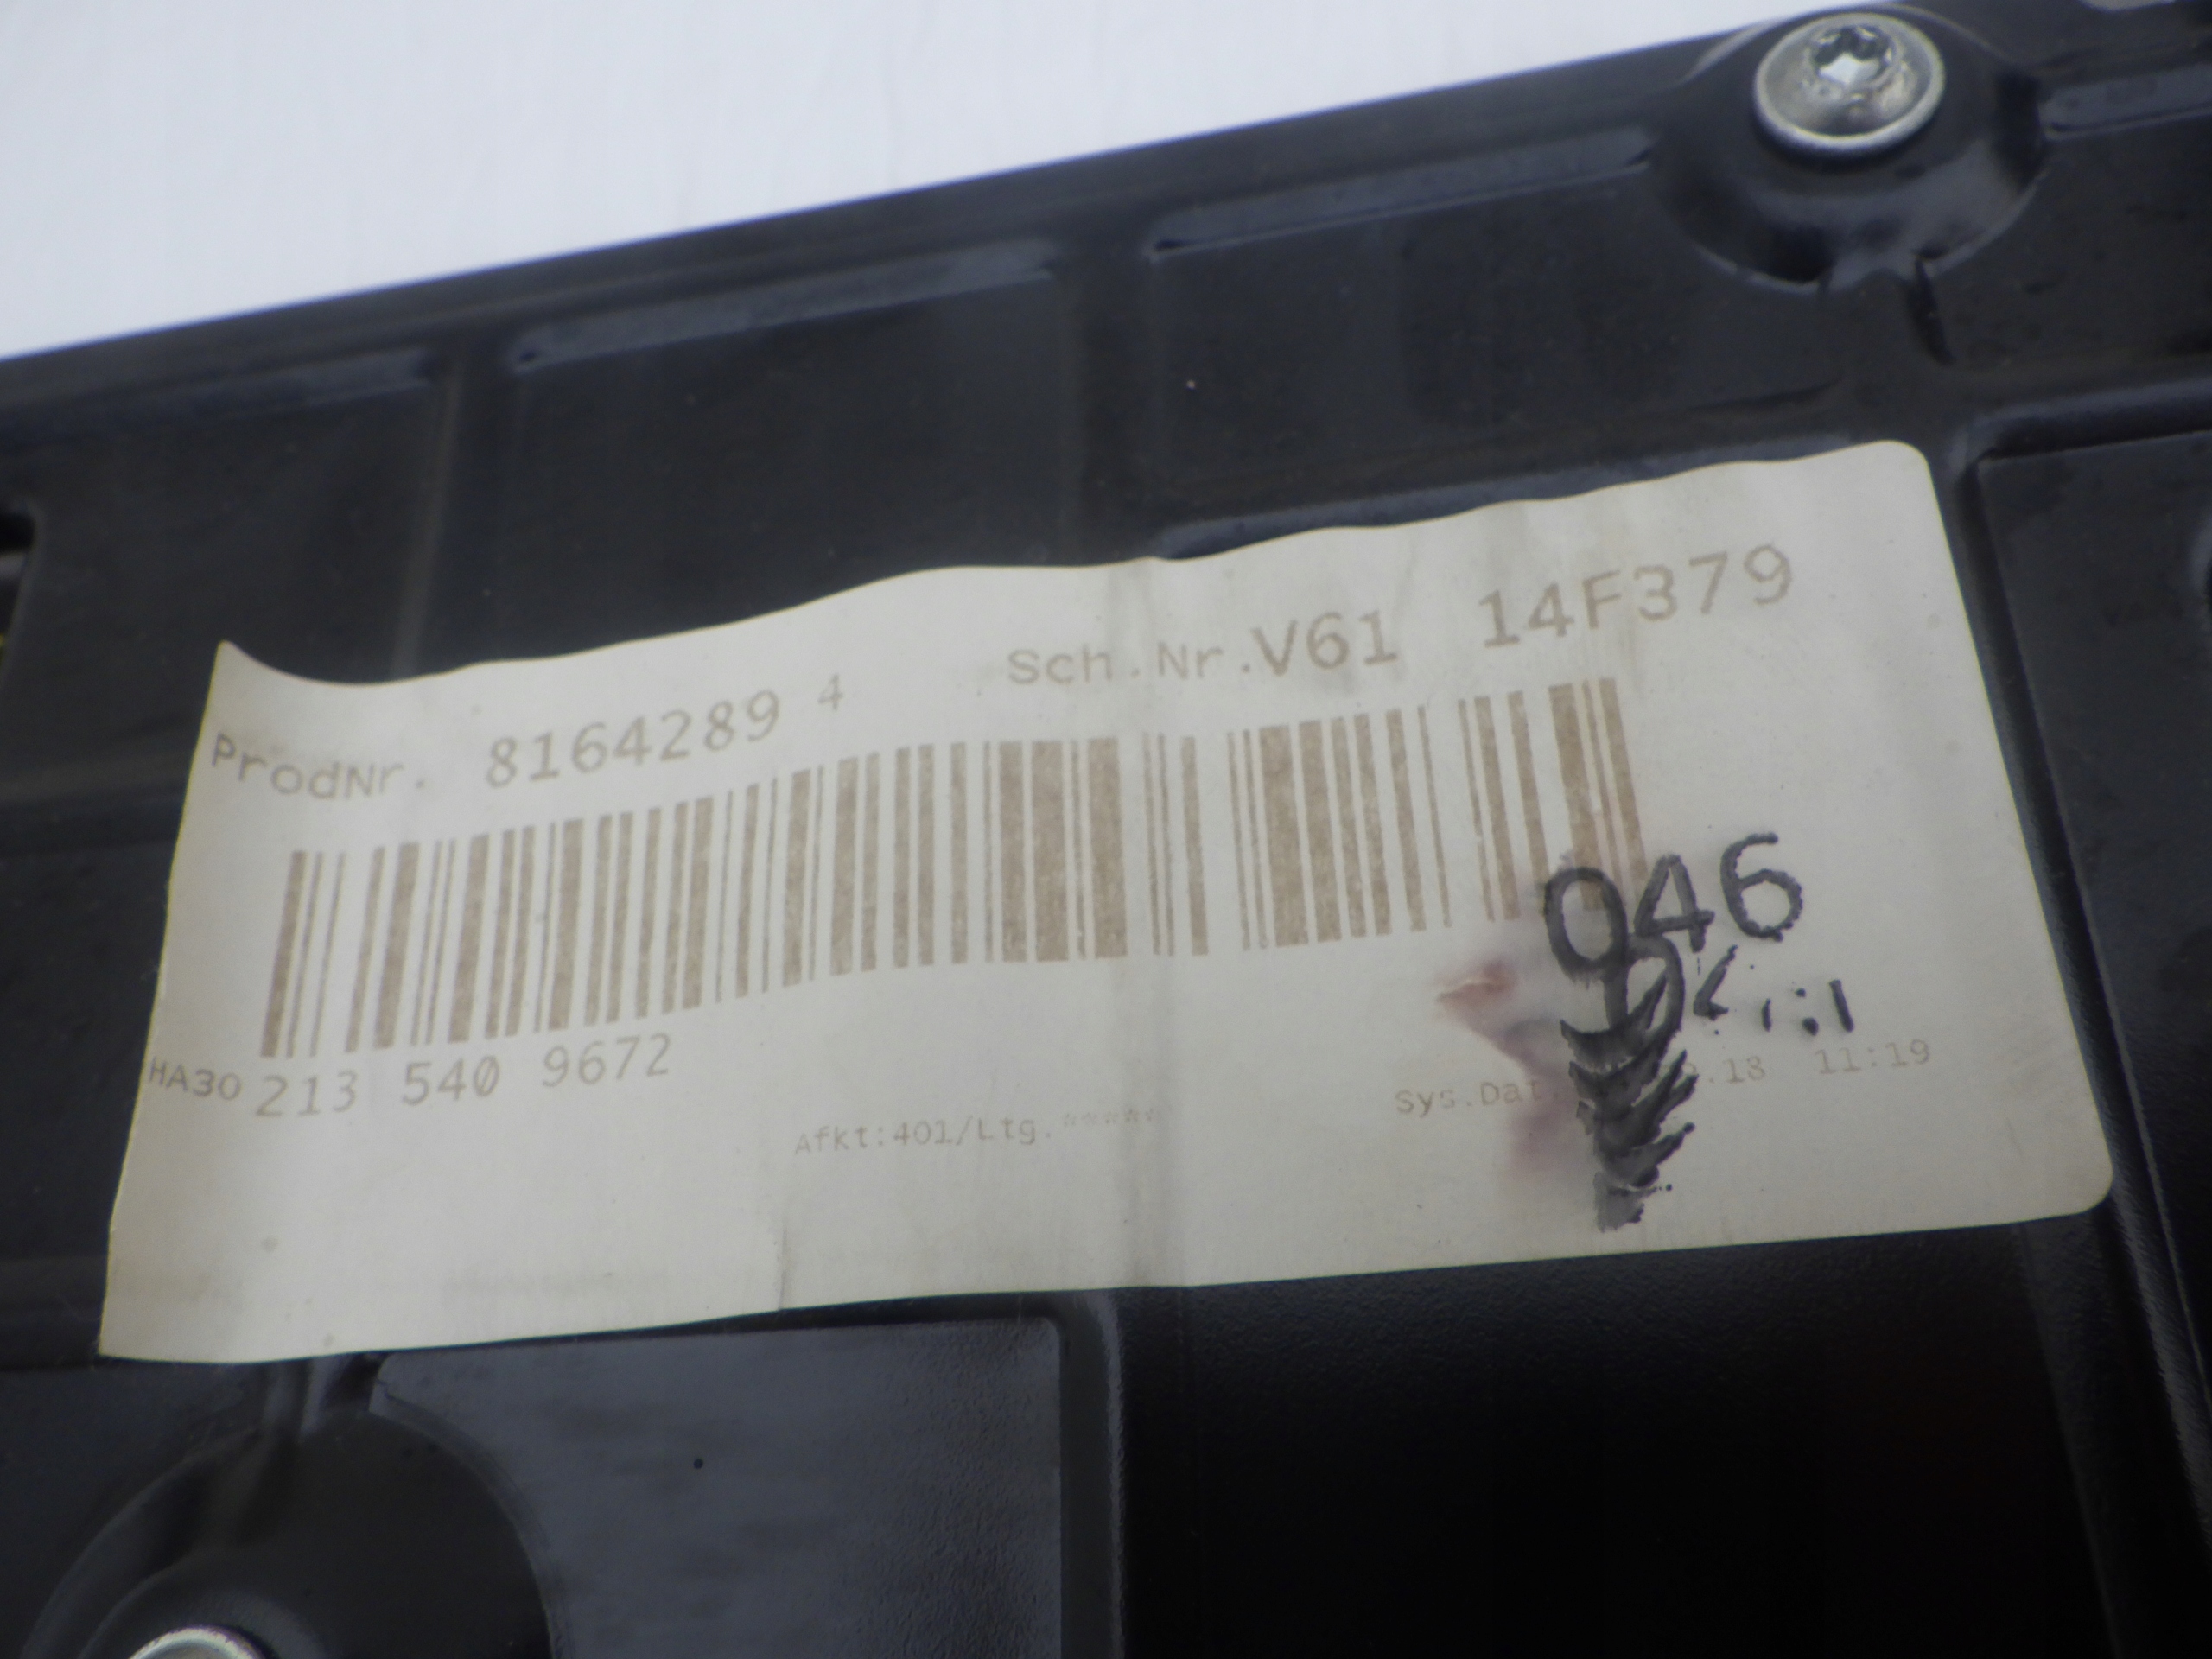 ProdNr. 8164289 4 Sch.Nr.V61 14F379
046
HA30 213 540 9672
Afkt:401/Ltg.*****
Sys.Dat. .18 11:19